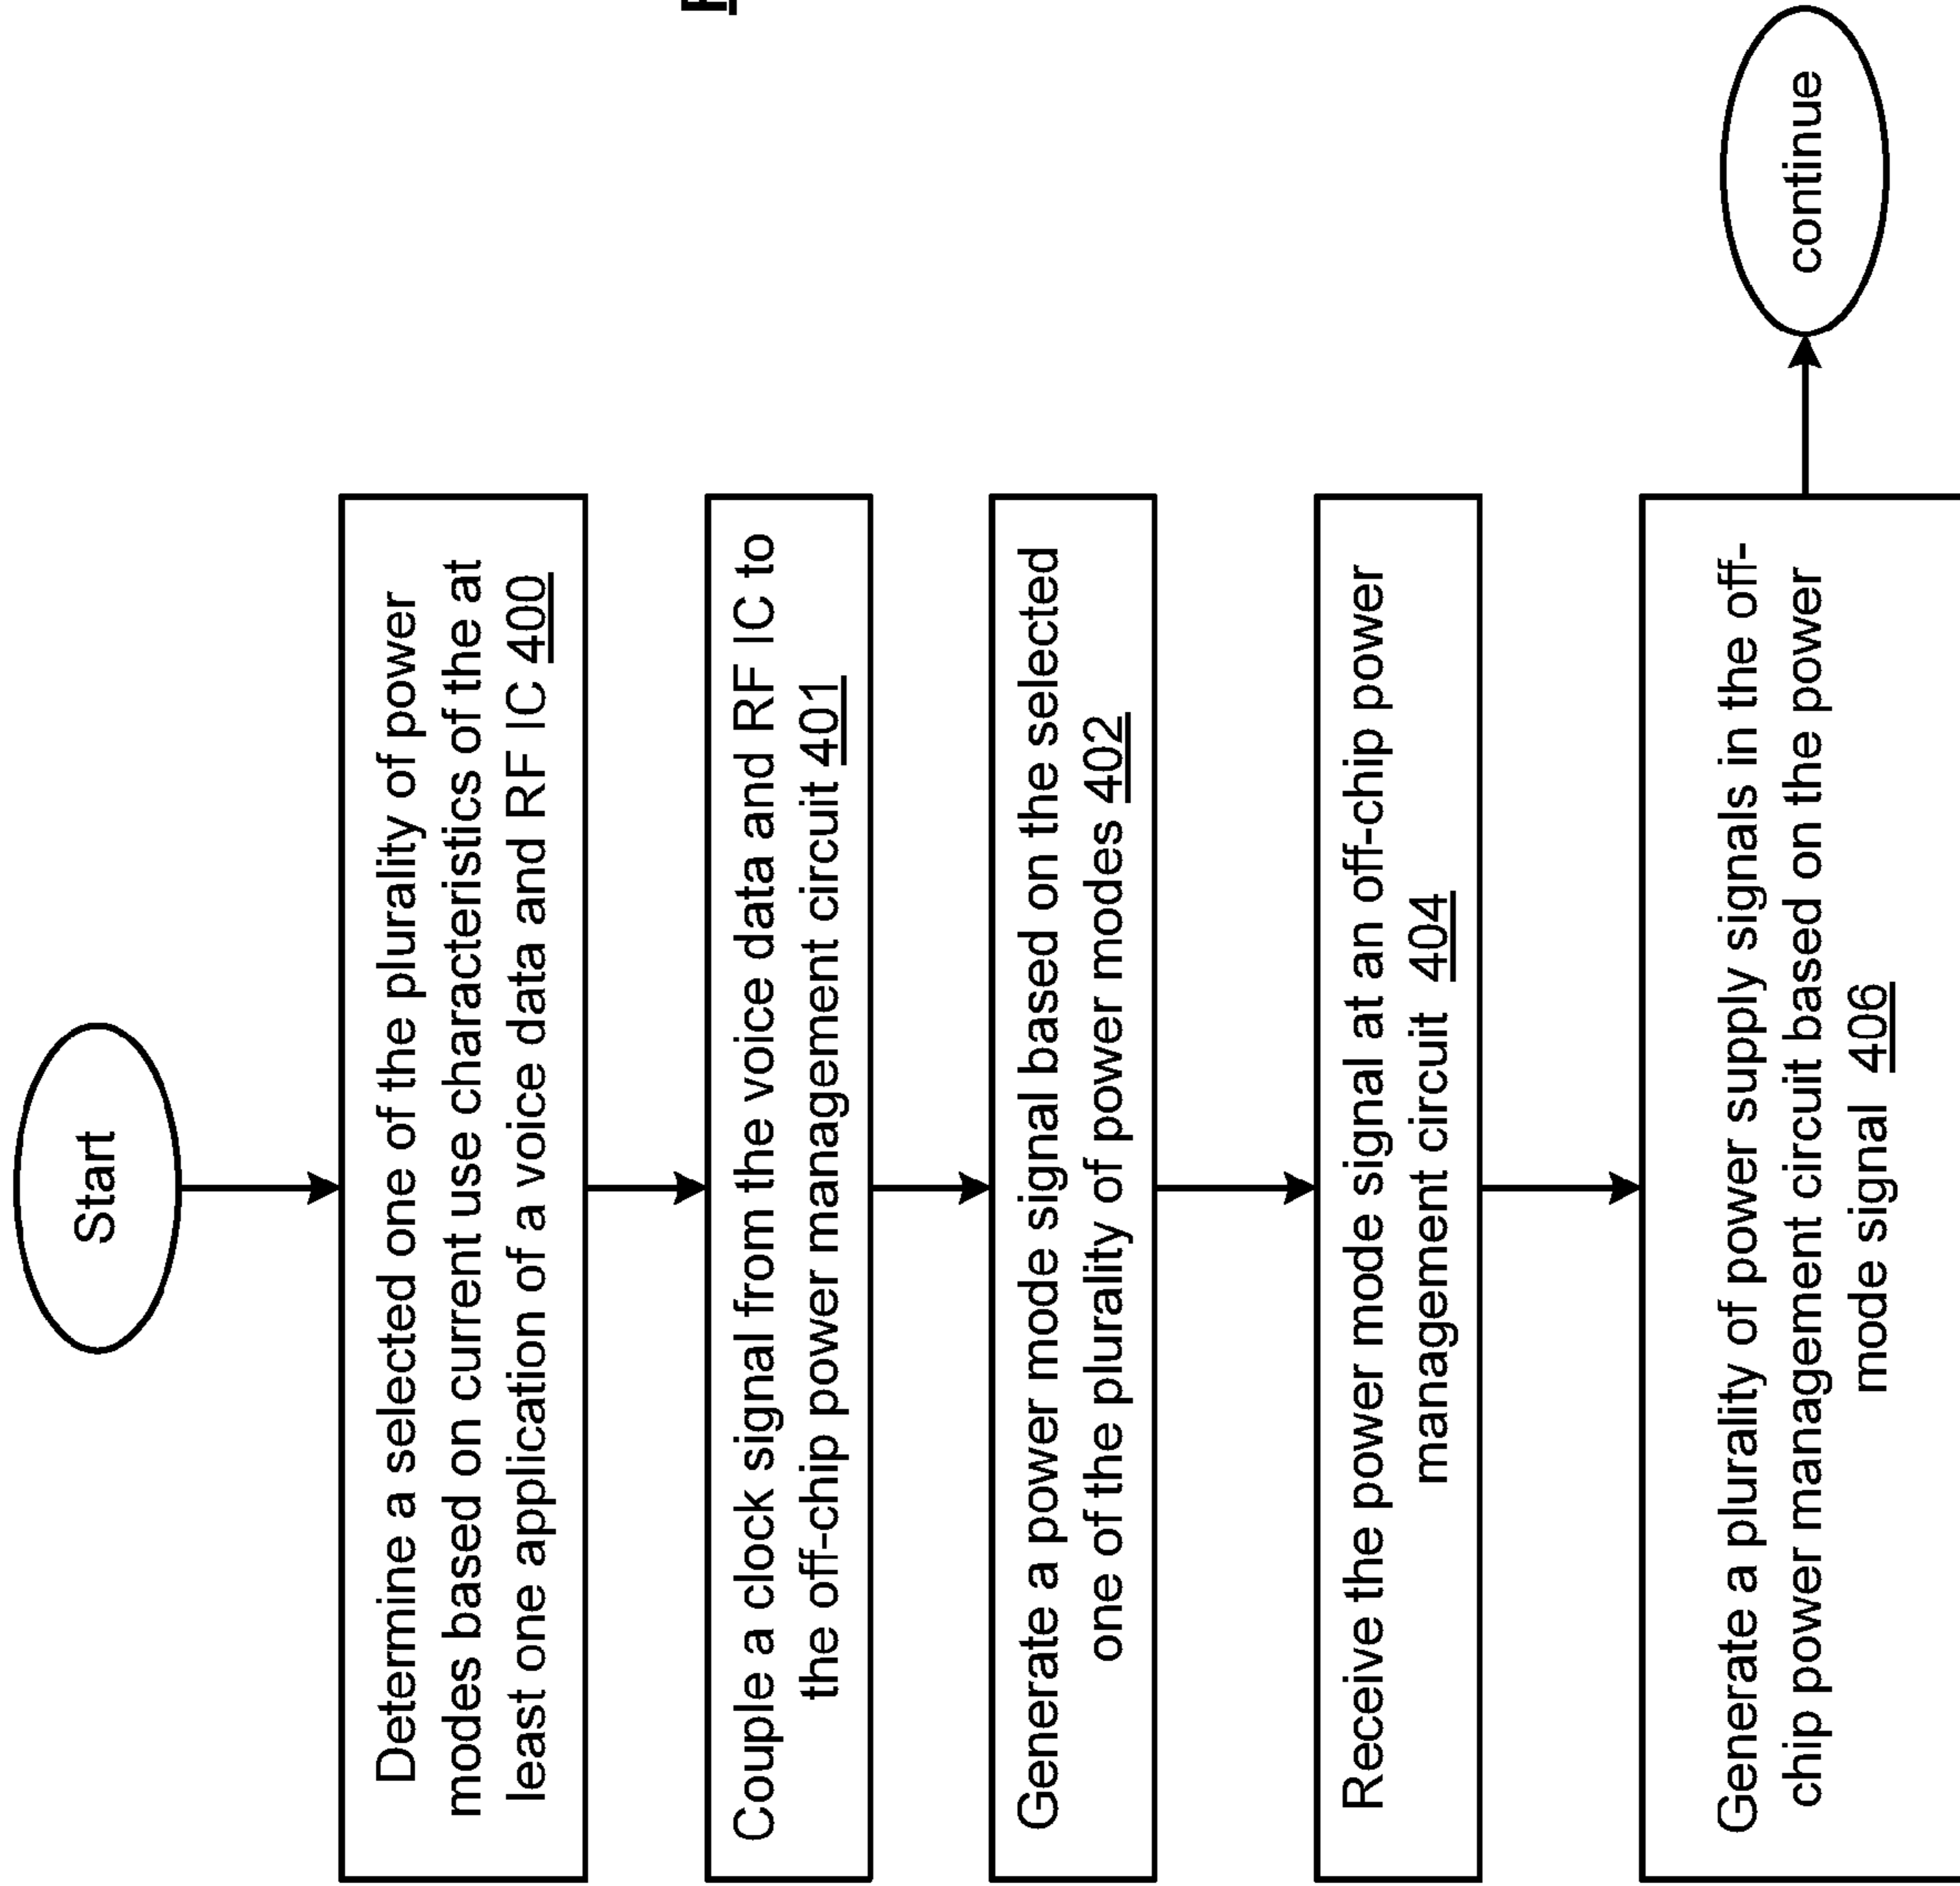 Start
Determine a selected one of the plurality of power
modes based on current use characteristics of the at
least one application of a voice data and RF IC 400
Couple a clock signal from the voice data and RF IC to
the off-chip power management circuit 401
Generate a power mode signal based on the selected
one of the plurality of power modes 402
Receive the power mode signal at an off-chip power
management circuit 404
Generate a plurality of power supply signals in the off-
chip power management circuit based on the power
mode signal 406
continue